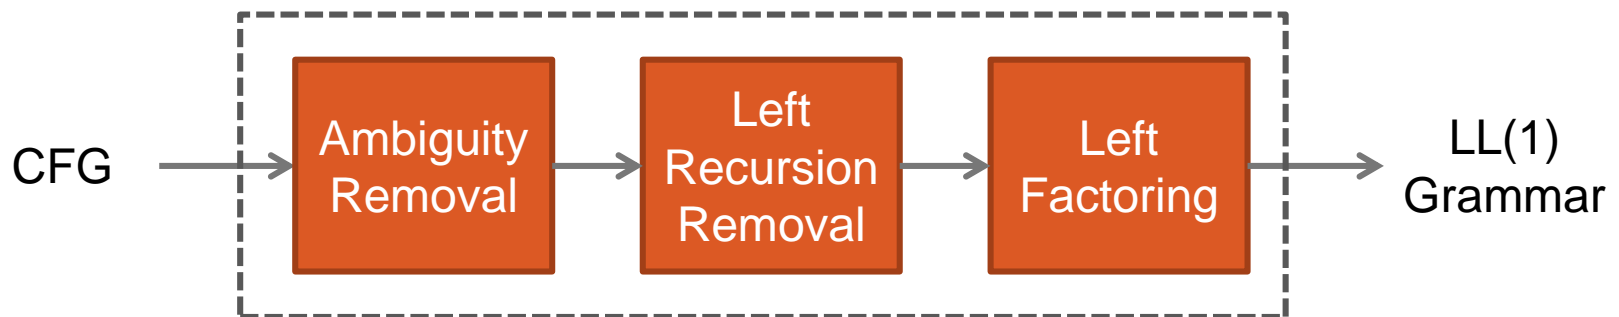 CFG
Ambiguity
Removal
Left
Recursion
Removal
Left
Factoring
LL(1)
Grammar